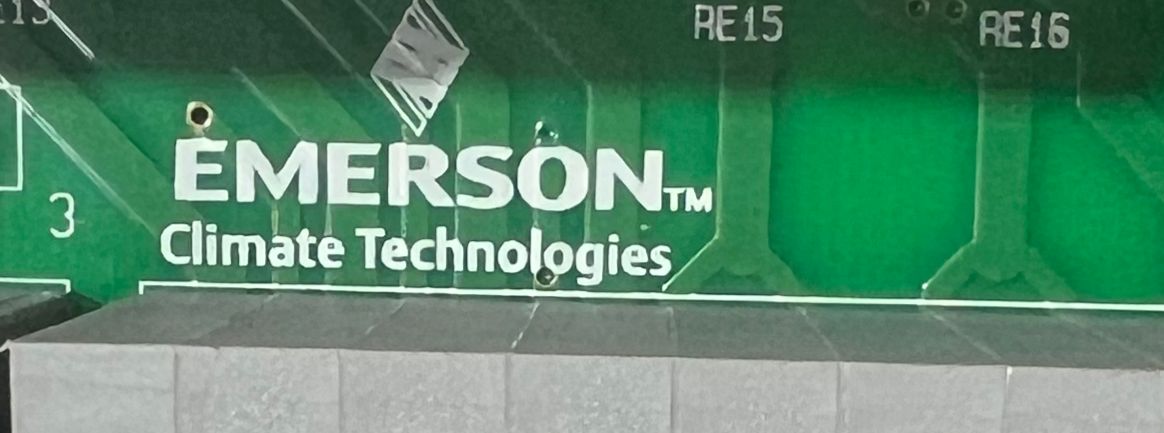 RE15
RE16
EMERSON™
Climate Technologies
3